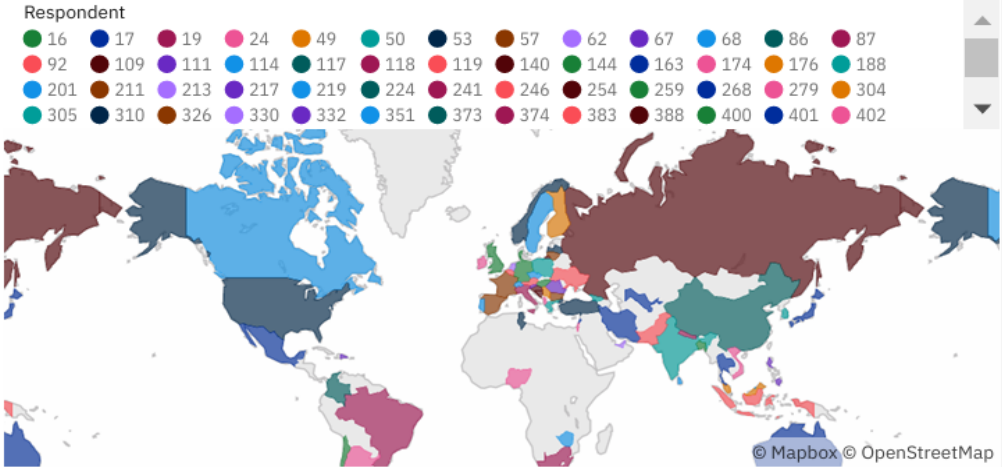 Respondent
16 17 19 24 49 50 53 57 62 67 68 86 87
92 109 111 114 117 118 119 140 144 163 174 176 188
201 211 213 217 219 224 241 246 254 259 268 279 304
305 310 326 330 332 351 373 374 383 388 400 401 402
© Mapbox © OpenStreetMap